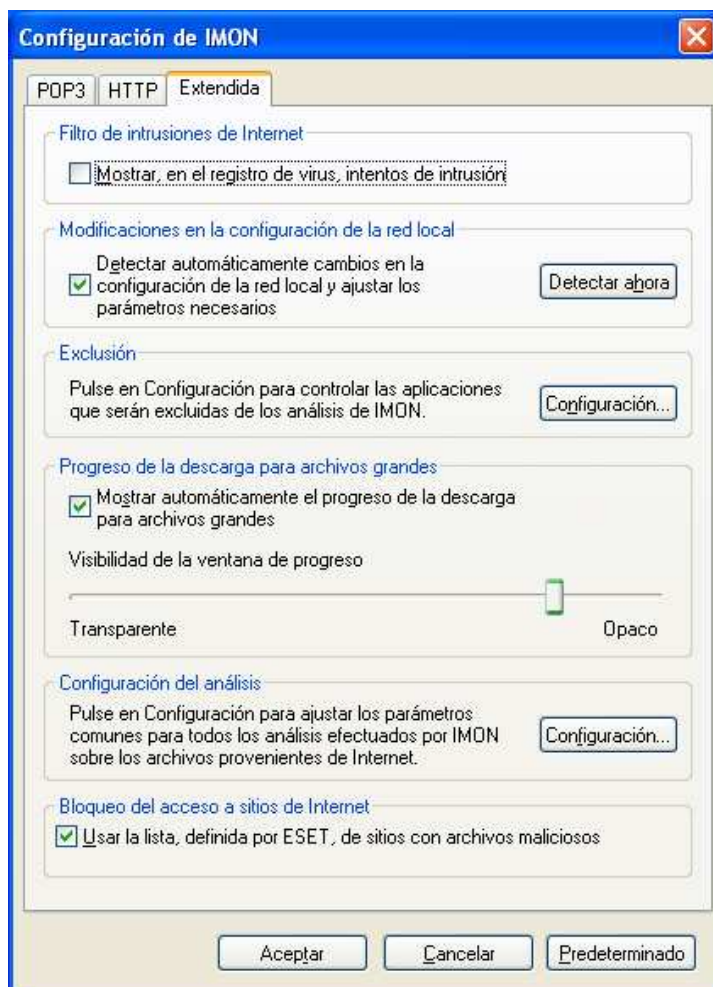 Configuración de IMON
POP3 HTTP Extendida
Filtro de intrusiones de Internet
Mostrar, en el registro de virus, intentos de intrusión
Modificaciones en la configuración de la red local
Detectar automáticamente cambios en la
configuración de la red local y ajustar los
parámetros necesarios
Detectar ahora
Exclusión
Pulse en Configuración para controlar las aplicaciones
que serán excluidas de los análisis de IMON.
Configuración...
Progreso de la descarga para archivos grandes
Mostrar automáticamente el progreso de la descarga
para archivos grandes
Visibilidad de la ventana de progreso
Transparente Opaco
Configuración del análisis
Pulse en Configuración para ajustar los parámetros
comunes para todos los análisis efectuados por IMON
sobre los archivos provenientes de Internet.
Configuración...
Bloqueo del acceso a sitios de Internet
Usar la lista, definida por ESET, de sitios con archivos maliciosos
Aceptar Cancelar Predeterminado